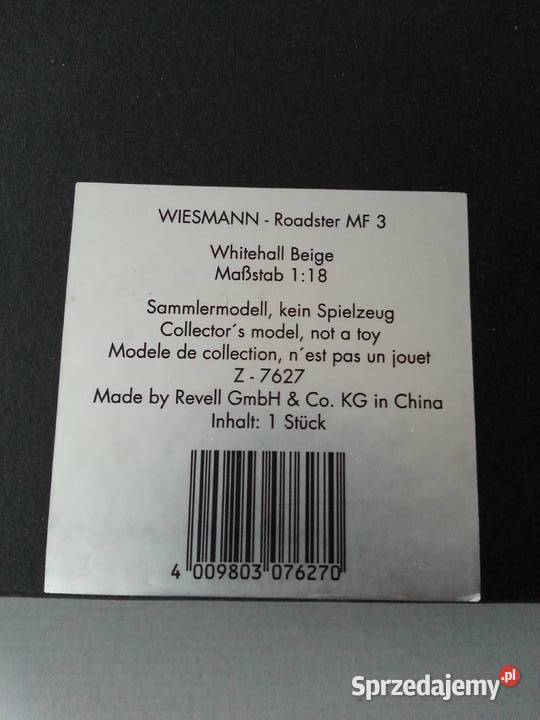 WIESMANN - Roadster MF 3
Whitehall Beige
Maßstab 1:18
Sammlermodell, kein Spielzeug
Collector´s model, not a toy
Modele de collection, n´est pas un jouet
Z - 7627
Made by Revell GmbH & Co. KG in China
Inhalt: 1 Stück
4 009803 076270
Sprzedajemy.pl